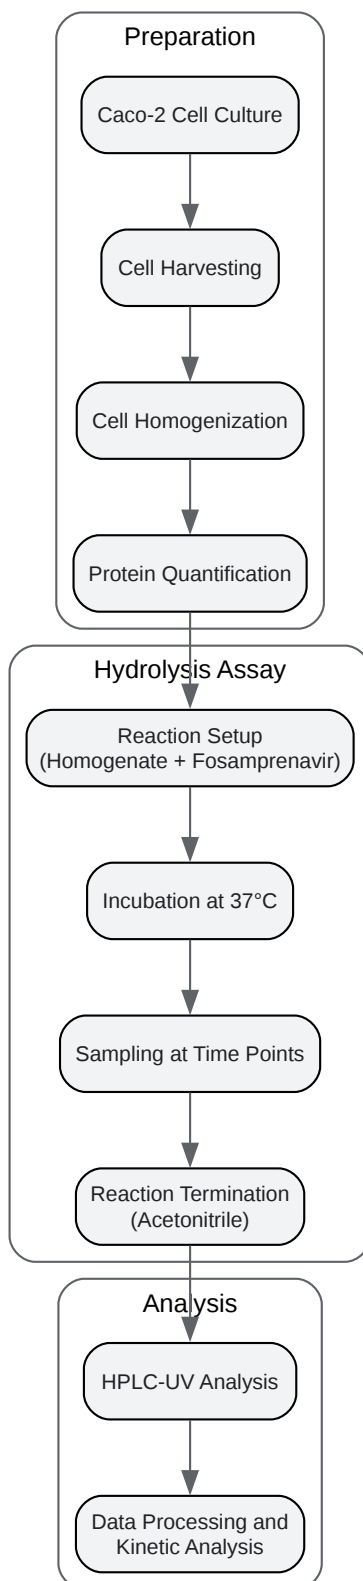 Preparation
Caco-2 Cell Culture
Cell Harvesting
Cell Homogenization
Protein Quantification
Hydrolysis Assay
Reaction Setup
(Homogenate + Fosamprenavir)
Incubation at 37°C
Sampling at Time Points
Reaction Termination
(Acetonitrile)
Analysis
HPLC-UV Analysis
Data Processing and
Kinetic Analysis